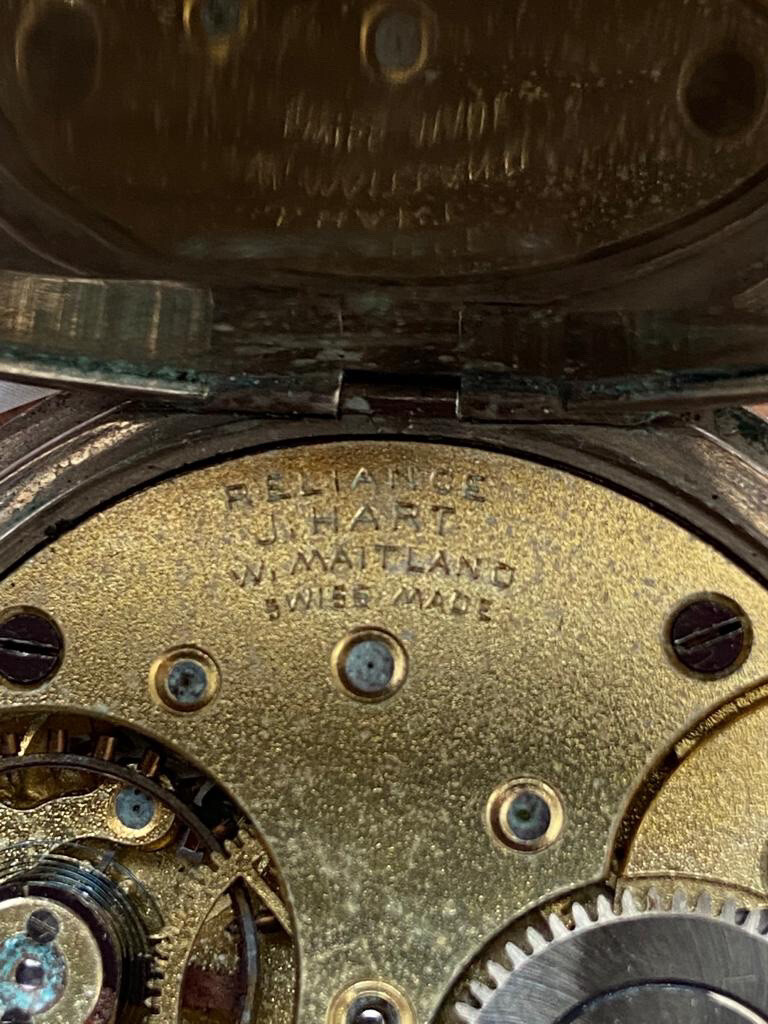 RELIANCE
J. HART
W. MAITLAND
SWISS MADE